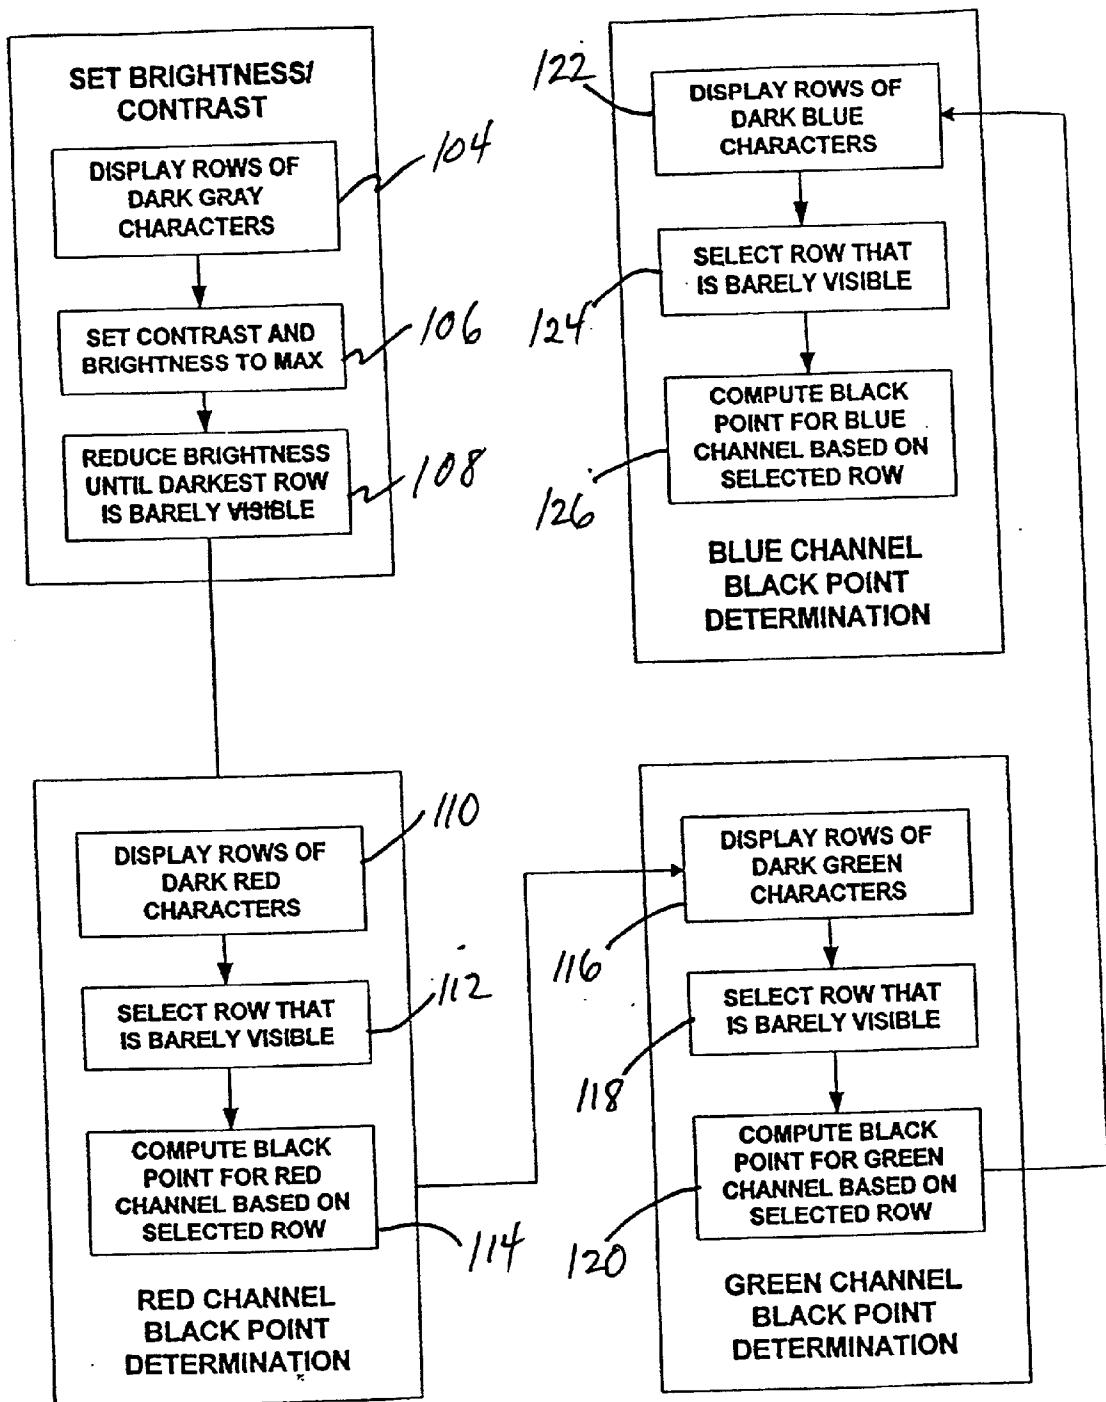 SET BRIGHTNESS/
CONTRAST
DISPLAY ROWS OF
DARK GRAY
CHARACTERS
104
SET CONTRAST AND
BRIGHTNESS TO MAX
106
REDUCE BRIGHTNESS
UNTIL DARKEST ROW
IS BARELY VISIBLE
108
110
DISPLAY ROWS OF
DARK RED
CHARACTERS
112
SELECT ROW THAT
IS BARELY VISIBLE
COMPUTE BLACK
POINT FOR RED
CHANNEL BASED ON
SELECTED ROW
114
RED CHANNEL
BLACK POINT
DETERMINATION
DISPLAY ROWS OF
DARK GREEN
CHARACTERS
116
SELECT ROW THAT
IS BARELY VISIBLE
118
COMPUTE BLACK
POINT FOR GREEN
CHANNEL BASED ON
SELECTED ROW
120
GREEN CHANNEL
BLACK POINT
DETERMINATION
122
DISPLAY ROWS OF
DARK BLUE
CHARACTERS
SELECT ROW THAT
IS BARELY VISIBLE
124
COMPUTE BLACK
POINT FOR BLUE
CHANNEL BASED ON
SELECTED ROW
126
BLUE CHANNEL
BLACK POINT
DETERMINATION